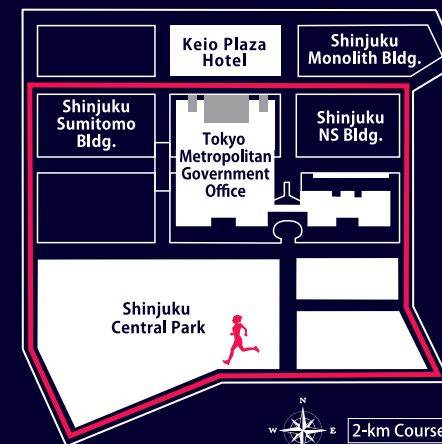 Keio Plaza
Hotel
Shinjuku
Monolith Bldg.
Shinjuku
Sumitomo
Bldg.
Tokyo
Metropolitan
Government
Office
Shinjuku
NS Bldg.
Shinjuku
Central Park
N
W E
S
2-km Course